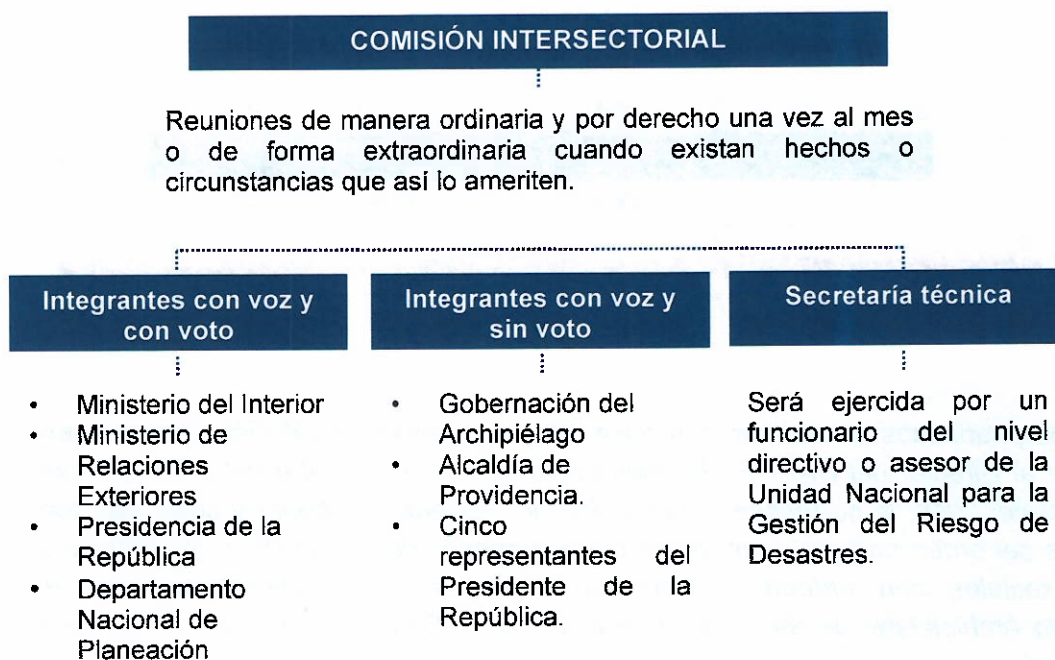 COMISIÓN INTERSECTORIAL
Reuniones de manera ordinaria y por derecho una vez al mes
o de forma extraordinaria cuando existan hechos o
circunstancias que así lo ameriten.
Integrantes con voz y
con voto
• Ministerio del Interior
• Ministerio de
Relaciones
Exteriores
• Presidencia de la
República
• Departamento
Nacional de
Planeación
Integrantes con voz y
sin voto
• Gobernación del
Archipiélago
• Alcaldía de
Providencia.
• Cinco
representantes del
Presidente de la
República.
Secretaría técnica
Será ejercida por un
funcionario del nivel
directivo o asesor de la
Unidad Nacional para la
Gestión del Riesgo de
Desastres.